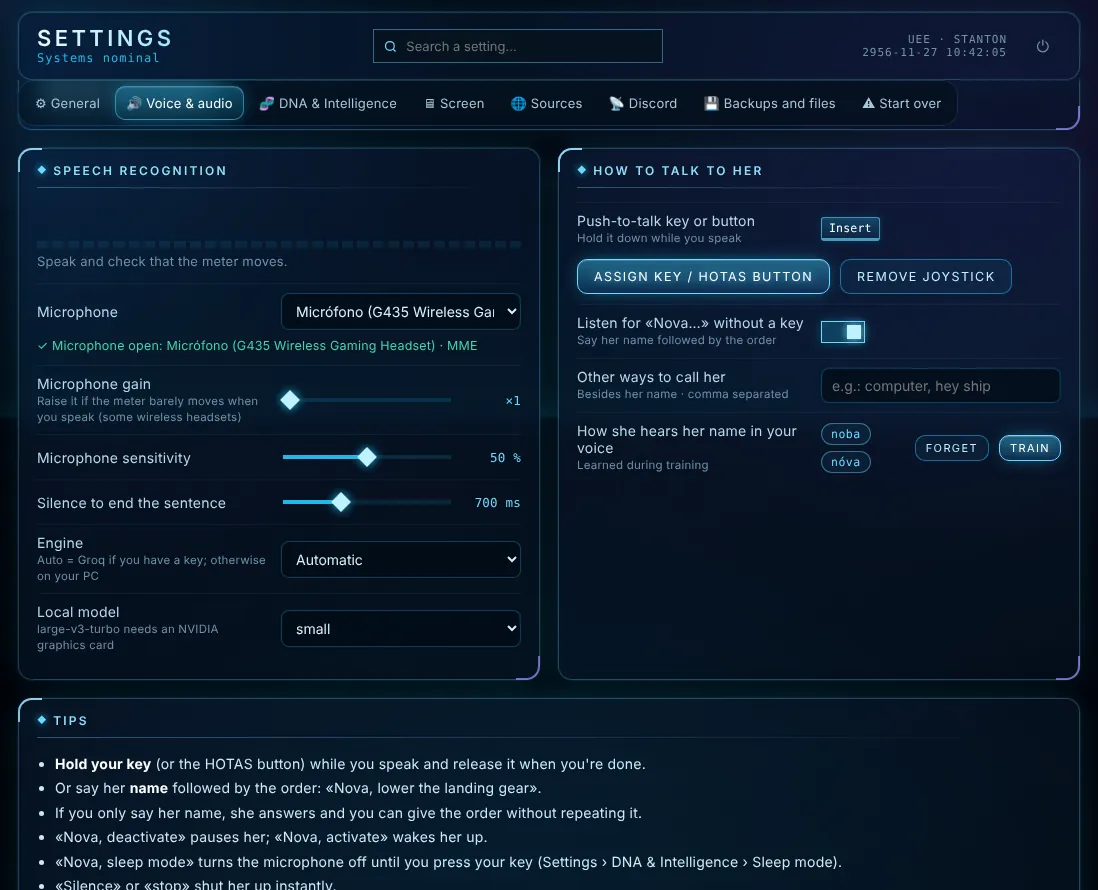 SETTINGS
Systems nominal
Search a setting...
UEE · STANTON
2956-11-27 10:42:05
General
Voice & audio
DNA & Intelligence
Screen
Sources
Discord
Backups and files
Start over
SPEECH RECOGNITION
Speak and check that the meter moves.
Microphone
Micrófono (G435 Wireless Gar
✓ Microphone open: Micrófono (G435 Wireless Gaming Headset) · MME
Microphone gain
Raise it if the meter barely moves when
you speak (some wireless headsets)
×1
Microphone sensitivity
50 %
Silence to end the sentence
700 ms
Engine
Auto = Groq if you have a key; otherwise
on your PC
Automatic
Local model
large-v3-turbo needs an NVIDIA
graphics card
small
HOW TO TALK TO HER
Push-to-talk key or button
Hold it down while you speak
Insert
ASSIGN KEY / HOTAS BUTTON
REMOVE JOYSTICK
Listen for «Nova...» without a key
Say her name followed by the order
Other ways to call her
Besides her name · comma separated
e.g.: computer, hey ship
How she hears her name in your
voice
Learned during training
noba
nóva
FORGET
TRAIN
TIPS
Hold your key (or the HOTAS button) while you speak and release it when you're done.
Or say her name followed by the order: «Nova, lower the landing gear».
If you only say her name, she answers and you can give the order without repeating it.
«Nova, deactivate» pauses her; «Nova, activate» wakes her up.
«Nova, sleep mode» turns the microphone off until you press your key (Settings › DNA & Intelligence › Sleep mode).
«Silence» or «stop» shut her up instantly.